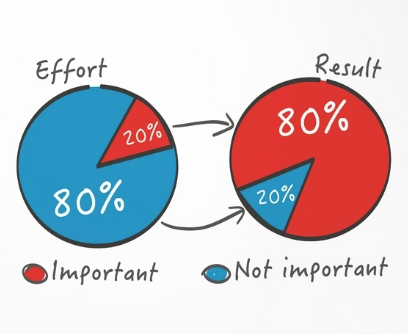 Effort
Result
20%
80%
80%
20%
Important
Not important